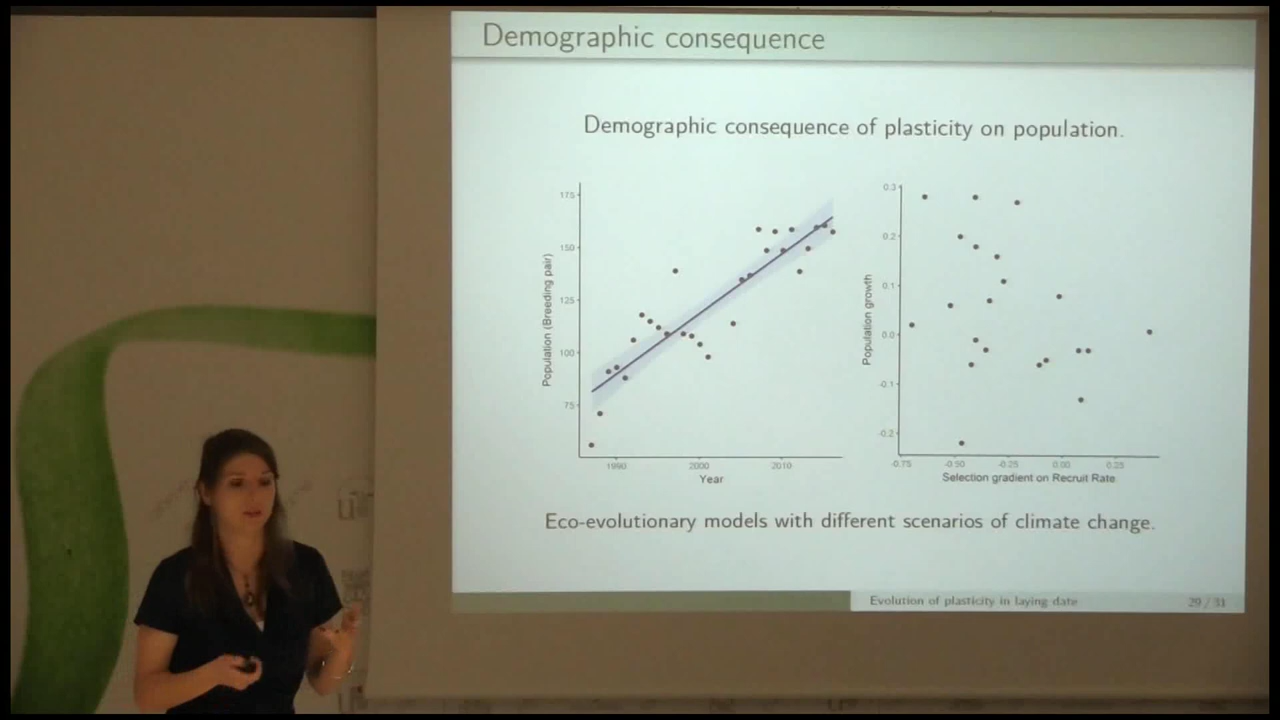 Demographic consequence
Demographic consequence of plasticity on population.
175
150
125
100
75
Population (Breeding pair)
1990
2000
2010
Year
0.3
0.2
0.1
0.0
-0.1
-0.2
Population growth
-0.75
-0.50
-0.25
0.00
0.25
Selection gradient on Recruit Rate
Eco-evolutionary models with different scenarios of climate change.
Evolution of plasticity in laying date
29 / 31